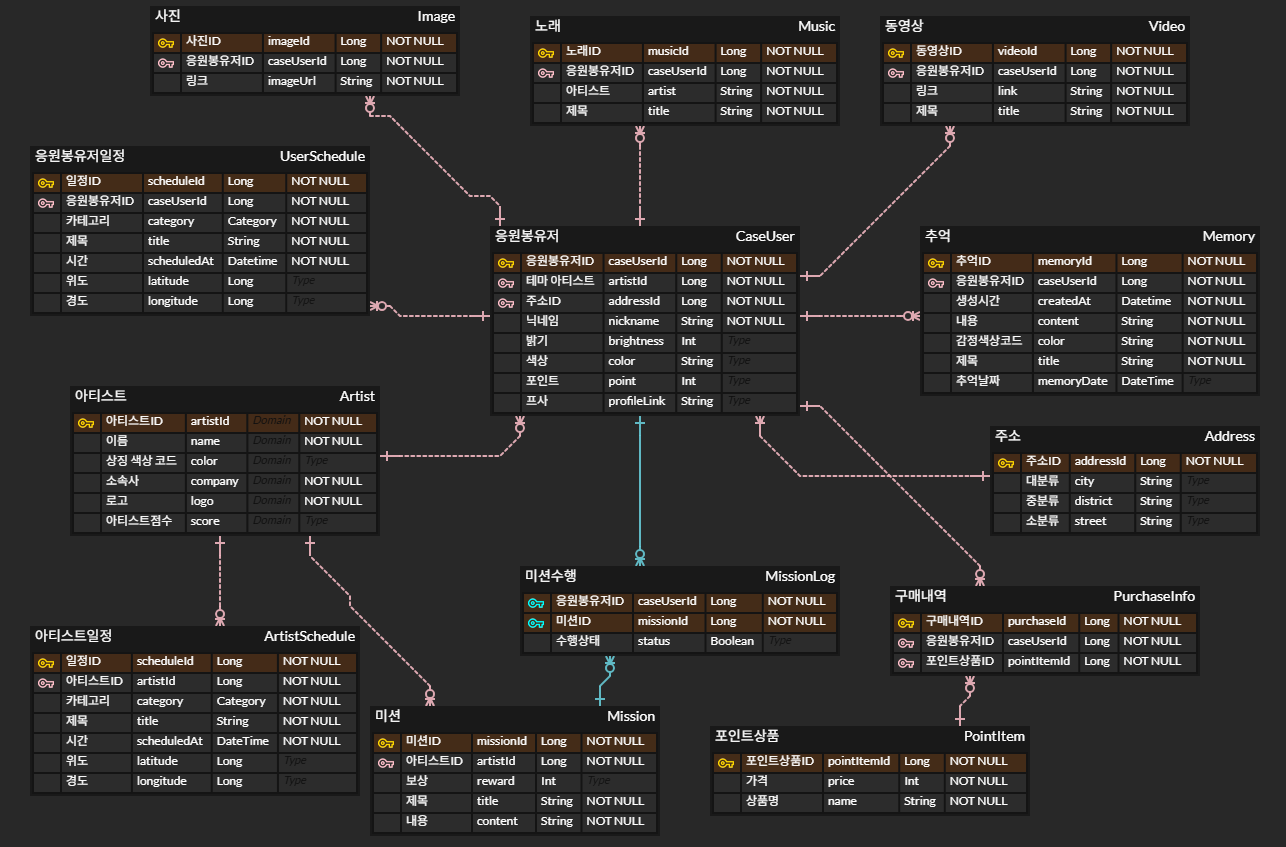 사진 Image
사진ID imageId Long NOT NULL
응원봉유저ID caseUserId Long NOT NULL
링크 imageUrl String NOT NULL
노래 Music
노래ID musicId Long NOT NULL
응원봉유저ID caseUserId Long NOT NULL
아티스트 artist String NOT NULL
제목 title String NOT NULL
동영상 Video
동영상ID videoId Long NOT NULL
응원봉유저ID caseUserId Long NOT NULL
링크 link String NOT NULL
제목 title String NOT NULL
응원봉유저일정 UserSchedule
일정ID scheduleId Long NOT NULL
응원봉유저ID caseUserId Long NOT NULL
카테고리 category Category NOT NULL
제목 title String NOT NULL
시간 scheduledAt Datetime NOT NULL
위도 latitude Long Type
경도 longitude Long Type
응원봉유저 CaseUser
응원봉유저ID caseUserId Long NOT NULL
테마 아티스트 artistId Long NOT NULL
주소ID addressId Long NOT NULL
닉네임 nickname String NOT NULL
밝기 brightness Int Type
색상 color String Type
포인트 point Int Type
프사 profileLink String Type
추억 Memory
추억ID memoryId Long NOT NULL
응원봉유저ID caseUserId Long NOT NULL
생성시간 createdAt Datetime NOT NULL
내용 content String NOT NULL
감정색상코드 color String NOT NULL
제목 title String NOT NULL
추억날짜 memoryDate DateTime Type
아티스트 Artist
아티스트ID artistId Domain NOT NULL
이름 name Domain NOT NULL
상징 색상 코드 color Domain Type
소속사 company Domain NOT NULL
로고 logo Domain NOT NULL
아티스트점수 score Domain Type
주소 Address
주소ID addressId Long NOT NULL
대분류 city String Type
중분류 district String Type
소분류 street String Type
미션수행 MissionLog
응원봉유저ID caseUserId Long NOT NULL
미션ID missionId Long NOT NULL
수행상태 status Boolean Type
구매내역 PurchaseInfo
구매내역ID purchaseId Long NOT NULL
응원봉유저ID caseUserId Long NOT NULL
포인트상품ID pointItemId Long NOT NULL
아티스트일정 ArtistSchedule
일정ID scheduleId Long NOT NULL
아티스트ID artistId Long NOT NULL
카테고리 category Category NOT NULL
제목 title String NOT NULL
시간 scheduledAt DateTime NOT NULL
위도 latitude Long Type
경도 longitude Long Type
미션 Mission
미션ID missionId Long NOT NULL
아티스트ID artistId Long NOT NULL
보상 reward Int Type
제목 title String NOT NULL
내용 content String NOT NULL
포인트상품 PointItem
포인트상품ID pointItemId Long NOT NULL
가격 price Int NOT NULL
상품명 name String NOT NULL